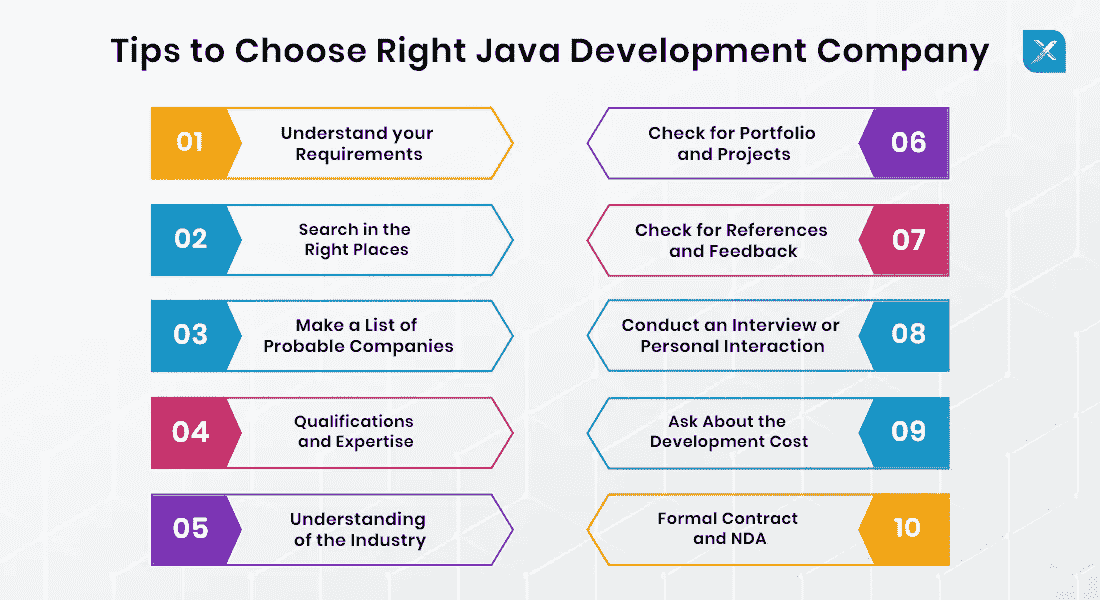 Tips to Choose Right Java Development Company
01
Understand your
Requirements
02
Search in the
Right Places
03
Make a List of
Probable Companies
04
Qualifications
and Expertise
05
Understanding
of the Industry
Check for Portfolio
and Projects
06
Check for References
and Feedback
07
Conduct an Interview or
Personal Interaction
08
Ask About the
Development Cost
09
Formal Contract
and NDA
10